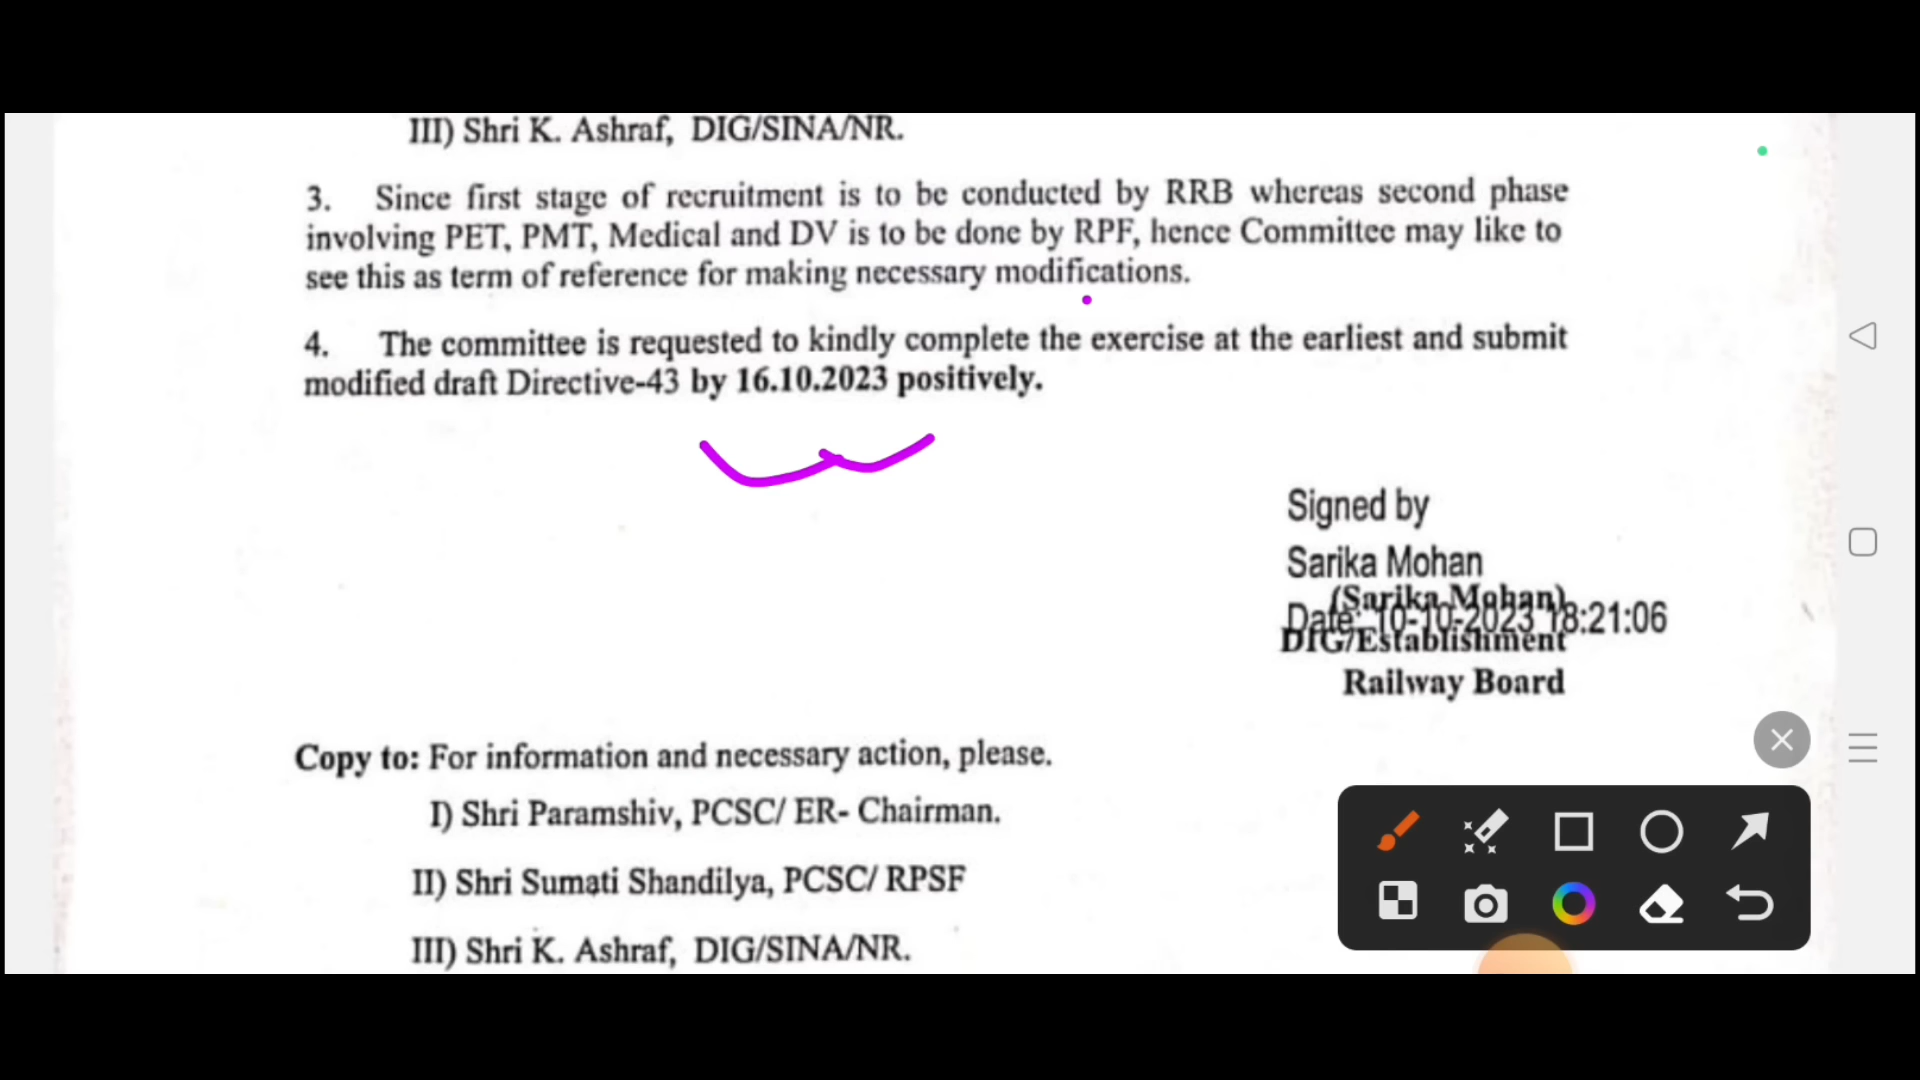 III) Shri K. Ashraf, DIG/SINA/NR.
3. Since first stage of recruitment is to be conducted by RRB whereas second phase
involving PET, PMT, Medical and DV is to be done by RPF, hence Committee may like to
see this as term of reference for making necessary modifications.
4. The committee is requested to kindly complete the exercise at the earliest and submit
modified draft Directive-43 by 16.10.2023 positively.
Signed by
Sarika Mohan
(Sarika Mohan)
Date: 10-10-2023 18:21:06
DIG/Establishment
Railway Board
Copy to: For information and necessary action, please.
I) Shri Paramshiv, PCSC/ ER- Chairman.
II) Shri Sumati Shandilya, PCSC/ RPSF
III) Shri K. Ashraf, DIG/SINA/NR.